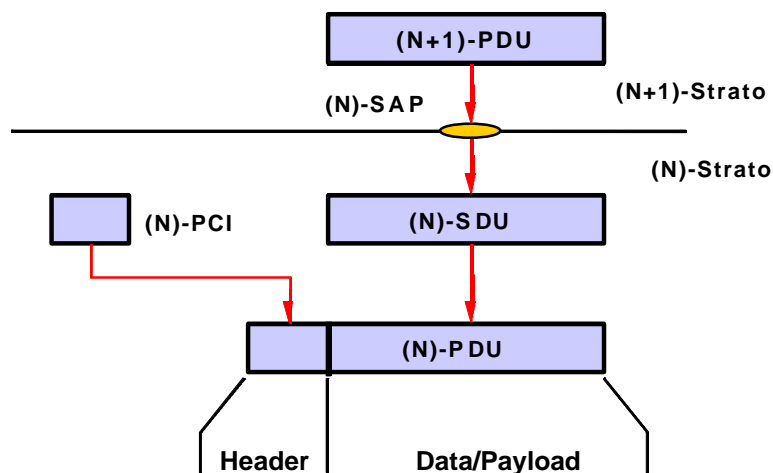 (N+1)-PDU
(N+1)-Strato
(N)-SAP
(N)-Strato
(N)-PCI
(N)-SDU
(N)-PDU
Header
Data/Payload